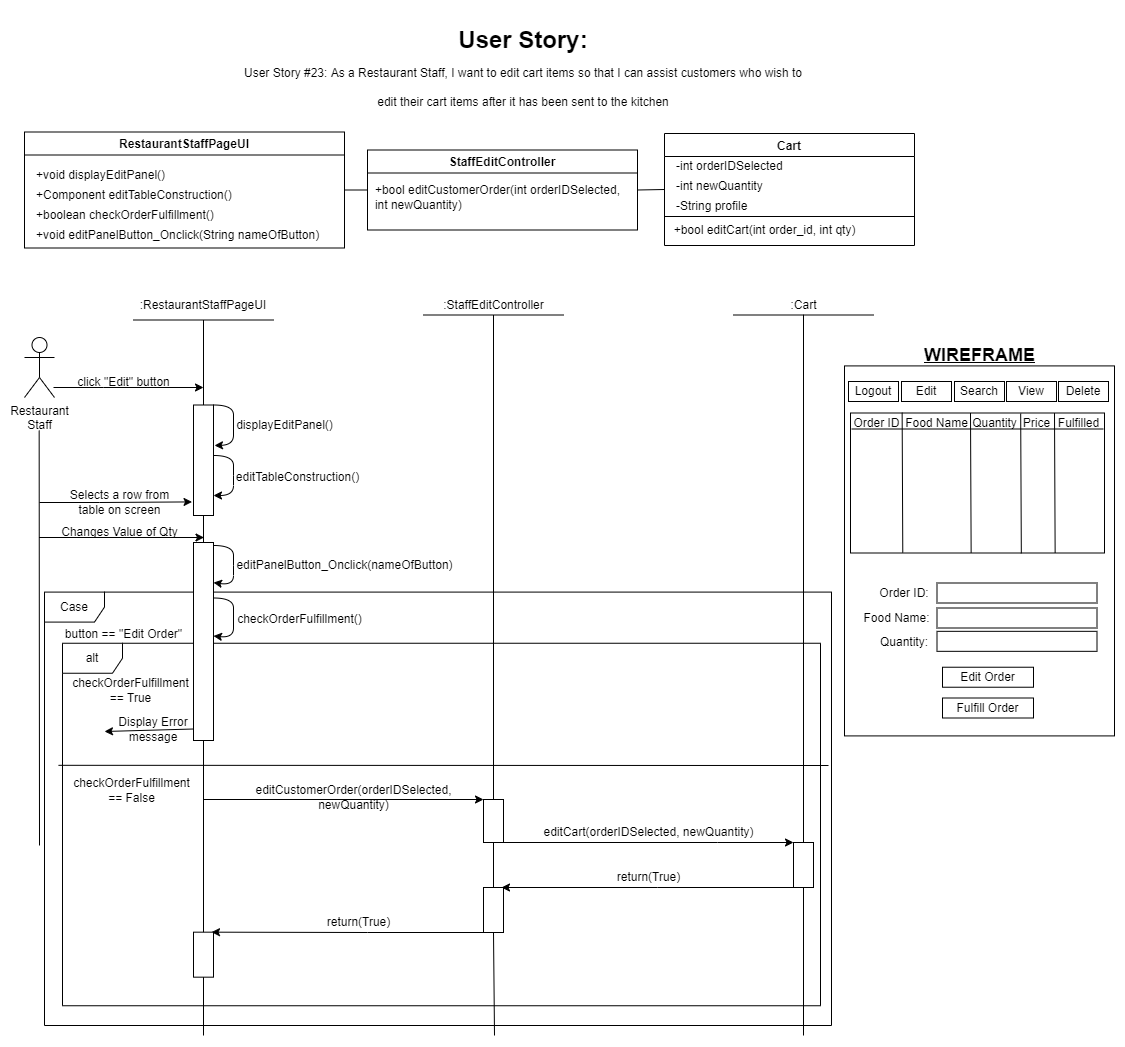 User Story:
User Story #23: As a Restaurant Staff, I want to edit cart items so that I can assist customers who wish to
edit their cart items after it has been sent to the kitchen
RestaurantStaffPageUI
+void displayEditPanel()
+Component editTableConstruction()
+boolean checkOrderFulfillment()
+void editPanelButton_Onclick(String nameOfButton)
StaffEditController
+bool editCustomerOrder(int orderIDSelected,
int newQuantity)
Cart
-int orderIDSelected
-int newQuantity
-String profile
+bool editCart(int order_id, int qty)
:RestaurantStaffPageUI
:StaffEditController
:Cart
Restaurant
Staff
click "Edit" button
displayEditPanel()
editTableConstruction()
Selects a row from
table on screen
Changes Value of Qty
editPanelButton_Onclick(nameOfButton)
Case
checkOrderFulfillment()
button == "Edit Order"
alt
checkOrderFulfillment
== True
Display Error
message
checkOrderFulfillment
== False
editCustomerOrder(orderIDSelected,
newQuantity)
editCart(orderIDSelected, newQuantity)
return(True)
return(True)
WIREFRAME
Logout Edit Search View Delete
Order ID Food Name Quantity Price Fulfilled
Order ID:
Food Name:
Quantity:
Edit Order
Fulfill Order